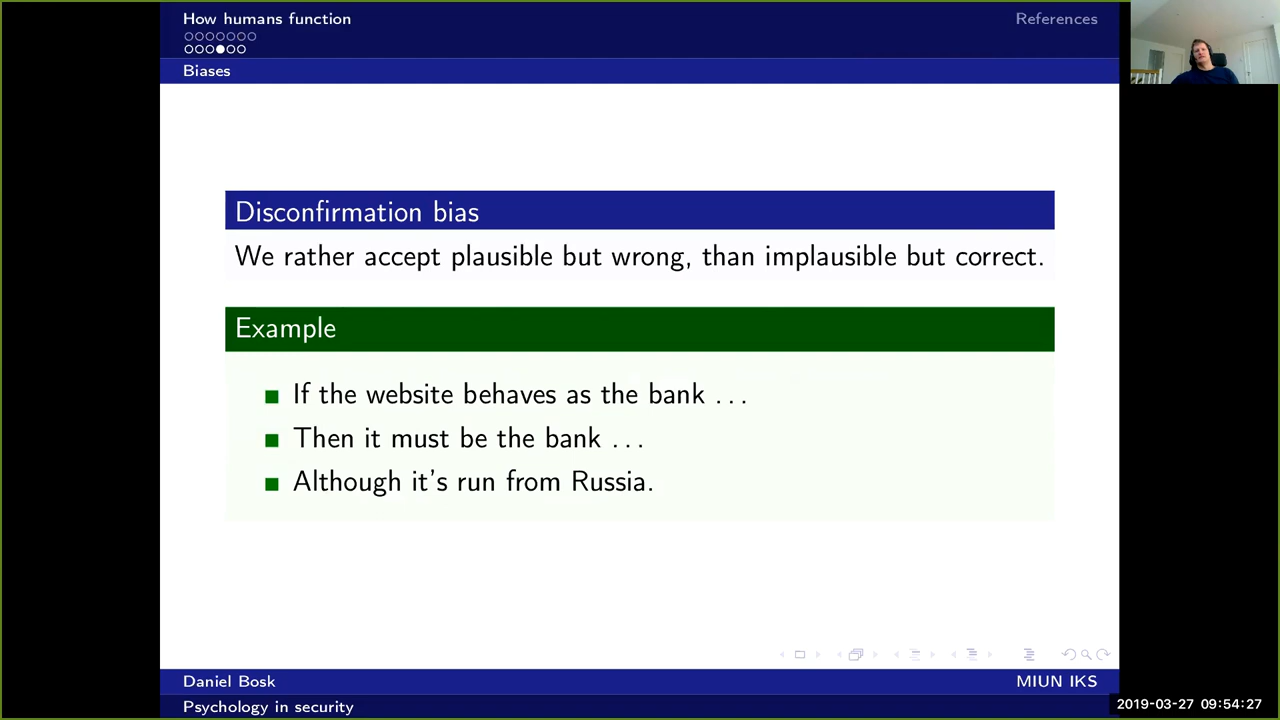 How humans function
References
Biases
Disconfirmation bias
We rather accept plausible but wrong, than implausible but correct.
Example
If the website behaves as the bank . . .
Then it must be the bank . . .
Although it's run from Russia.
Daniel Bosk
MIUN IKS
Psychology in security
2019-03-27 09:54:27